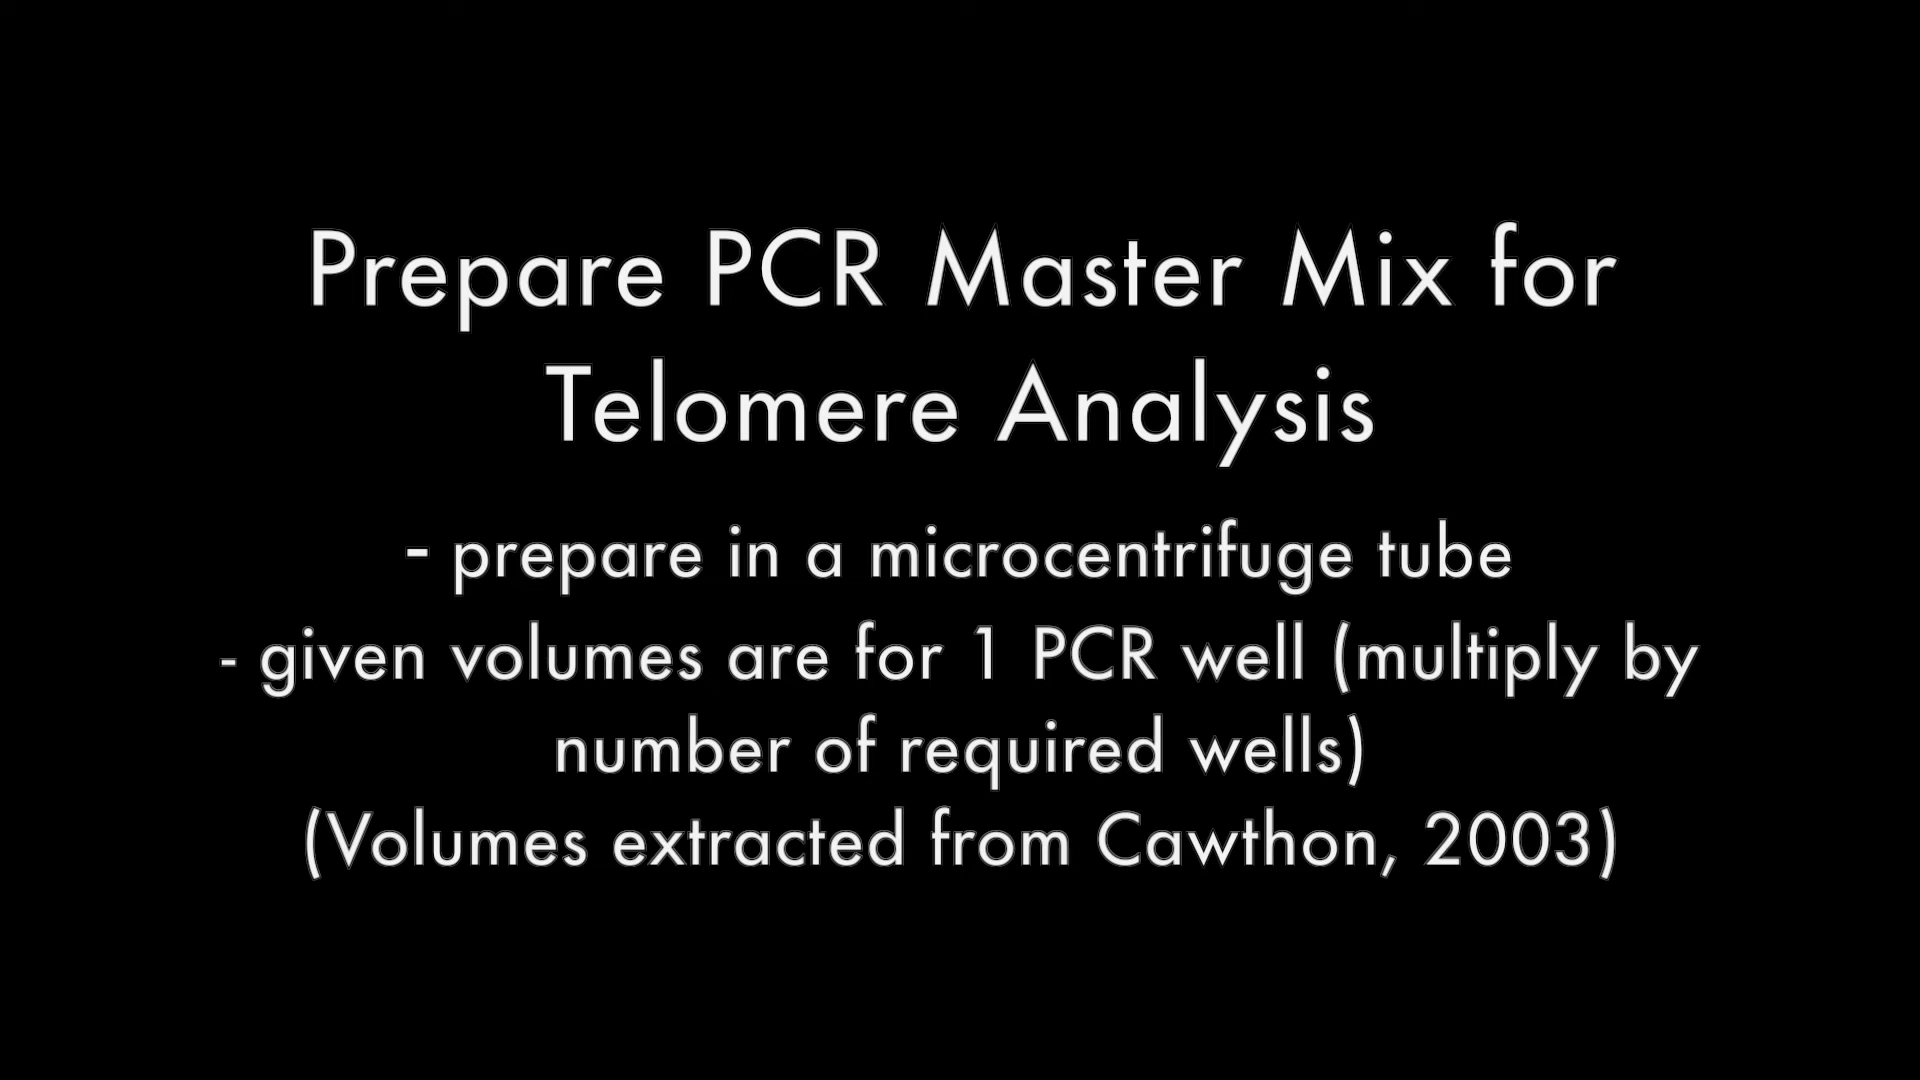 Prepare PCR Master Mix for
Telomere Analysis
- prepare in a microcentrifuge tube
- given volumes are for 1 PCR well (multiply by
number of required wells)
(Volumes extracted from Cawthon, 2003)